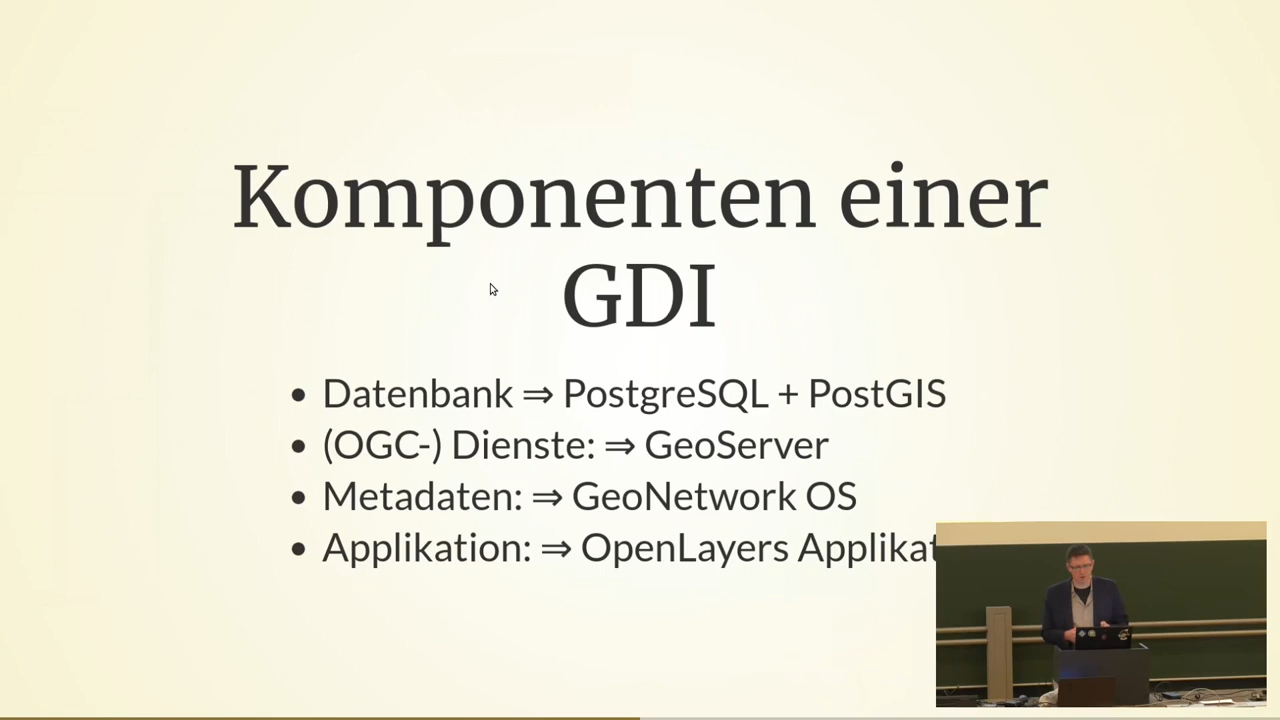 Komponenten einer
GDI
• Datenbank ⇒ PostgreSQL + PostGIS
• (OGC-) Dienste: ⇒ GeoServer
• Metadaten: ⇒ GeoNetwork OS
• Applikation: ⇒ OpenLayers Applikat